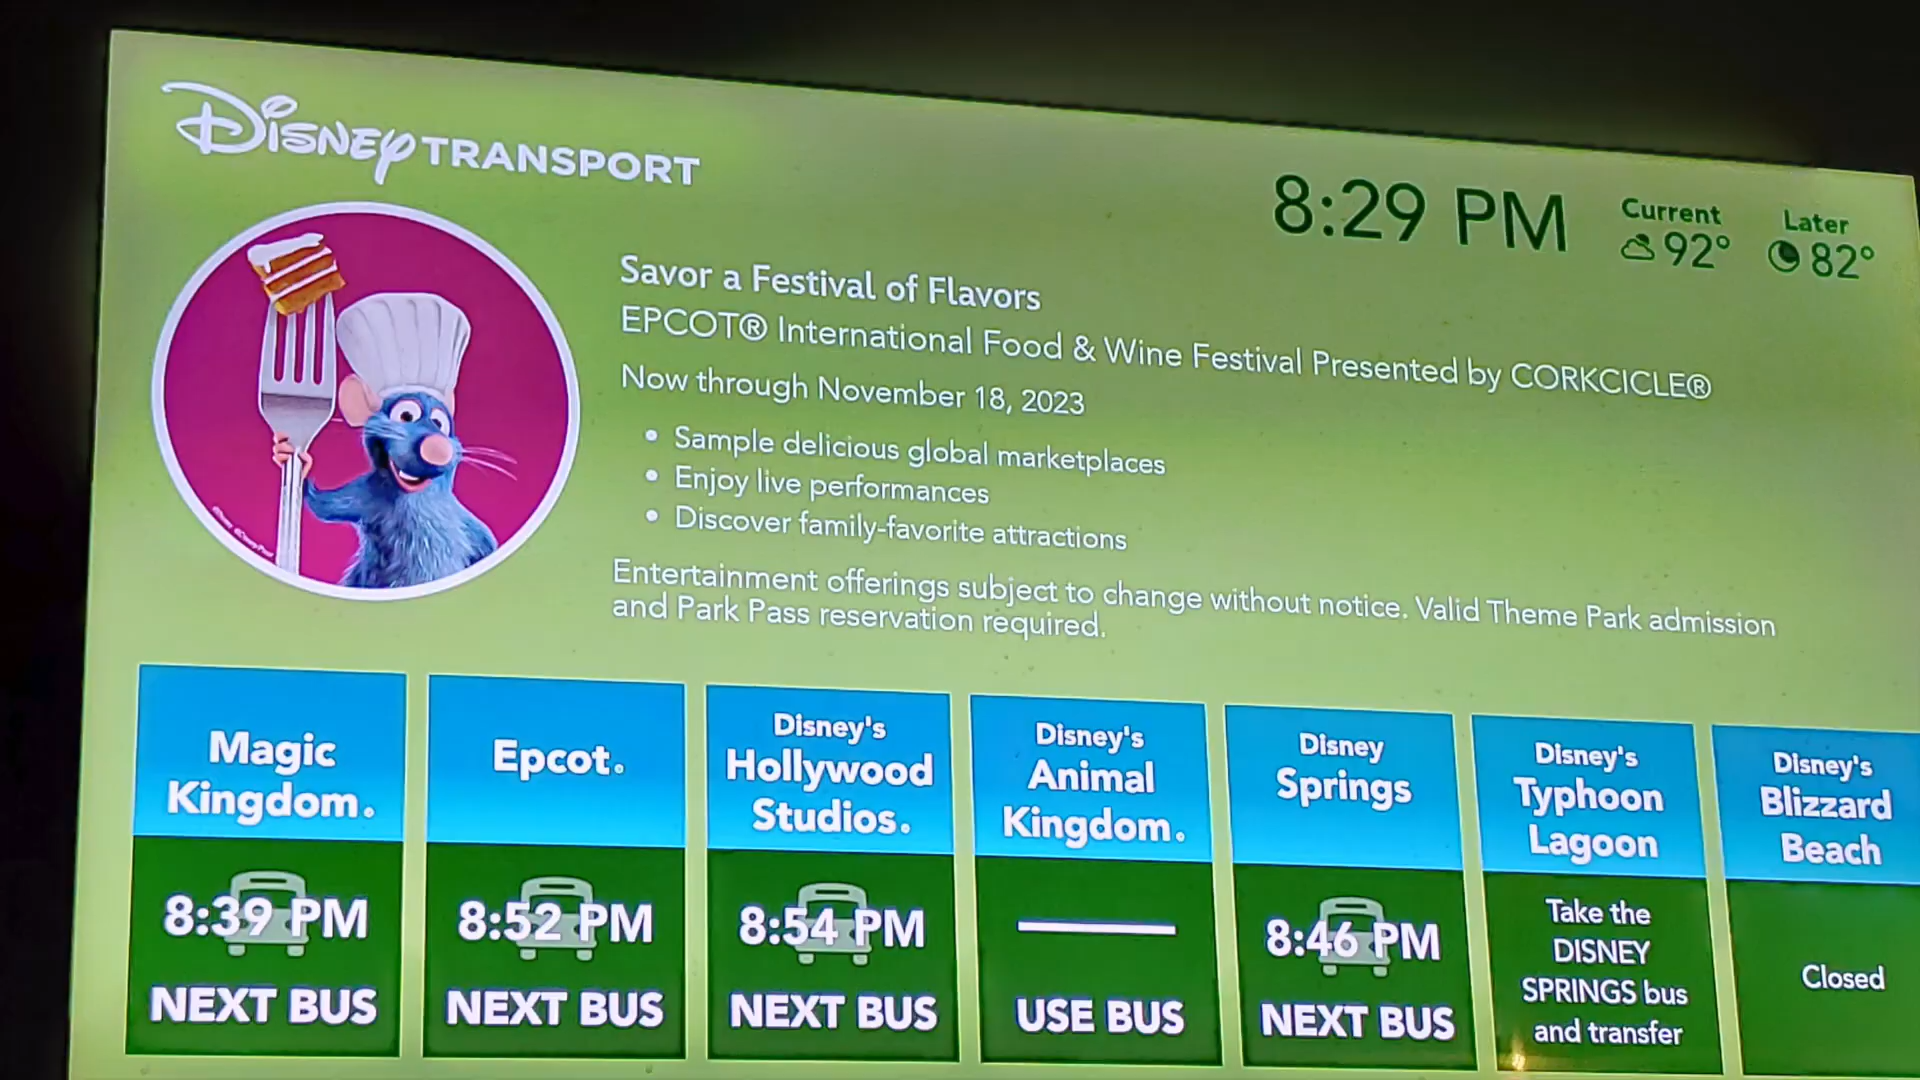 Disney TRANSPORT
8:29 PM
Current
92°
Later
82°
Savor a Festival of Flavors
EPCOT® International Food & Wine Festival Presented by CORKCICLE®
Now through November 18, 2023
• Sample delicious global marketplaces
• Enjoy live performances
• Discover family-favorite attractions
Entertainment offerings subject to change without notice. Valid Theme Park admission
and Park Pass reservation required.
Magic
Kingdom®
8:39 PM
NEXT BUS
Epcot®
8:52 PM
NEXT BUS
Disney's
Hollywood
Studios®
8:54 PM
NEXT BUS
Disney's
Animal
Kingdom®
USE BUS
Disney
Springs
8:46 PM
NEXT BUS
Disney's
Typhoon
Lagoon
Take the
DISNEY
SPRINGS bus
and transfer
Disney's
Blizzard
Beach
Closed